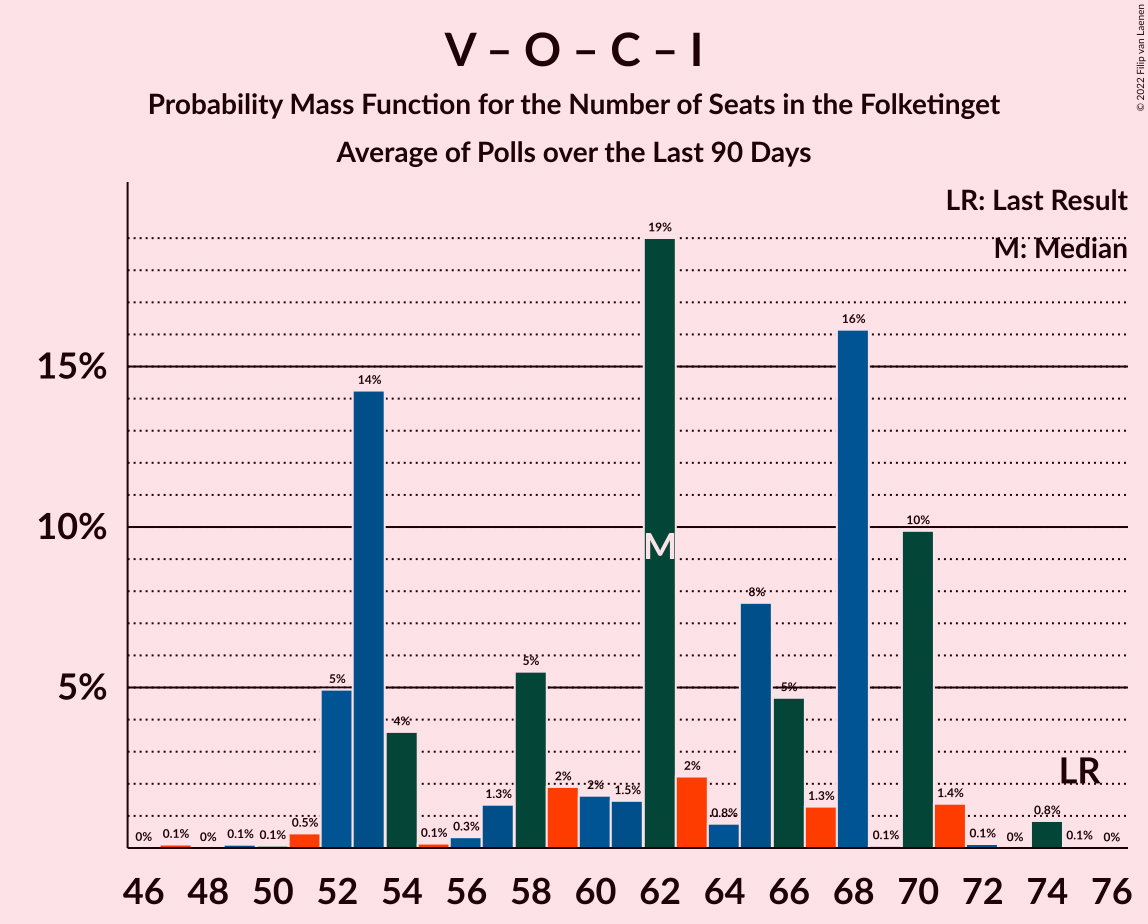 V – O – C – I
Probability Mass Function for the Number of Seats in the Folketinget
Average of Polls over the Last 90 Days
© 2022 Filip van Laenen
LR: Last Result
M: Median
15%
10%
5%
0% 0.1% 0% 0.1% 0.1% 0.5% 5% 14% 4% 0.1% 0.3% 1.3% 5% 2% 2% 1.5% 19% 2% 0.8% 8% 5% 1.3% 16% 0.1% 10% 1.4% 0.1% 0% 0.8% 0.1% 0%
M
LR
46 48 50 52 54 56 58 60 62 64 66 68 70 72 74 76